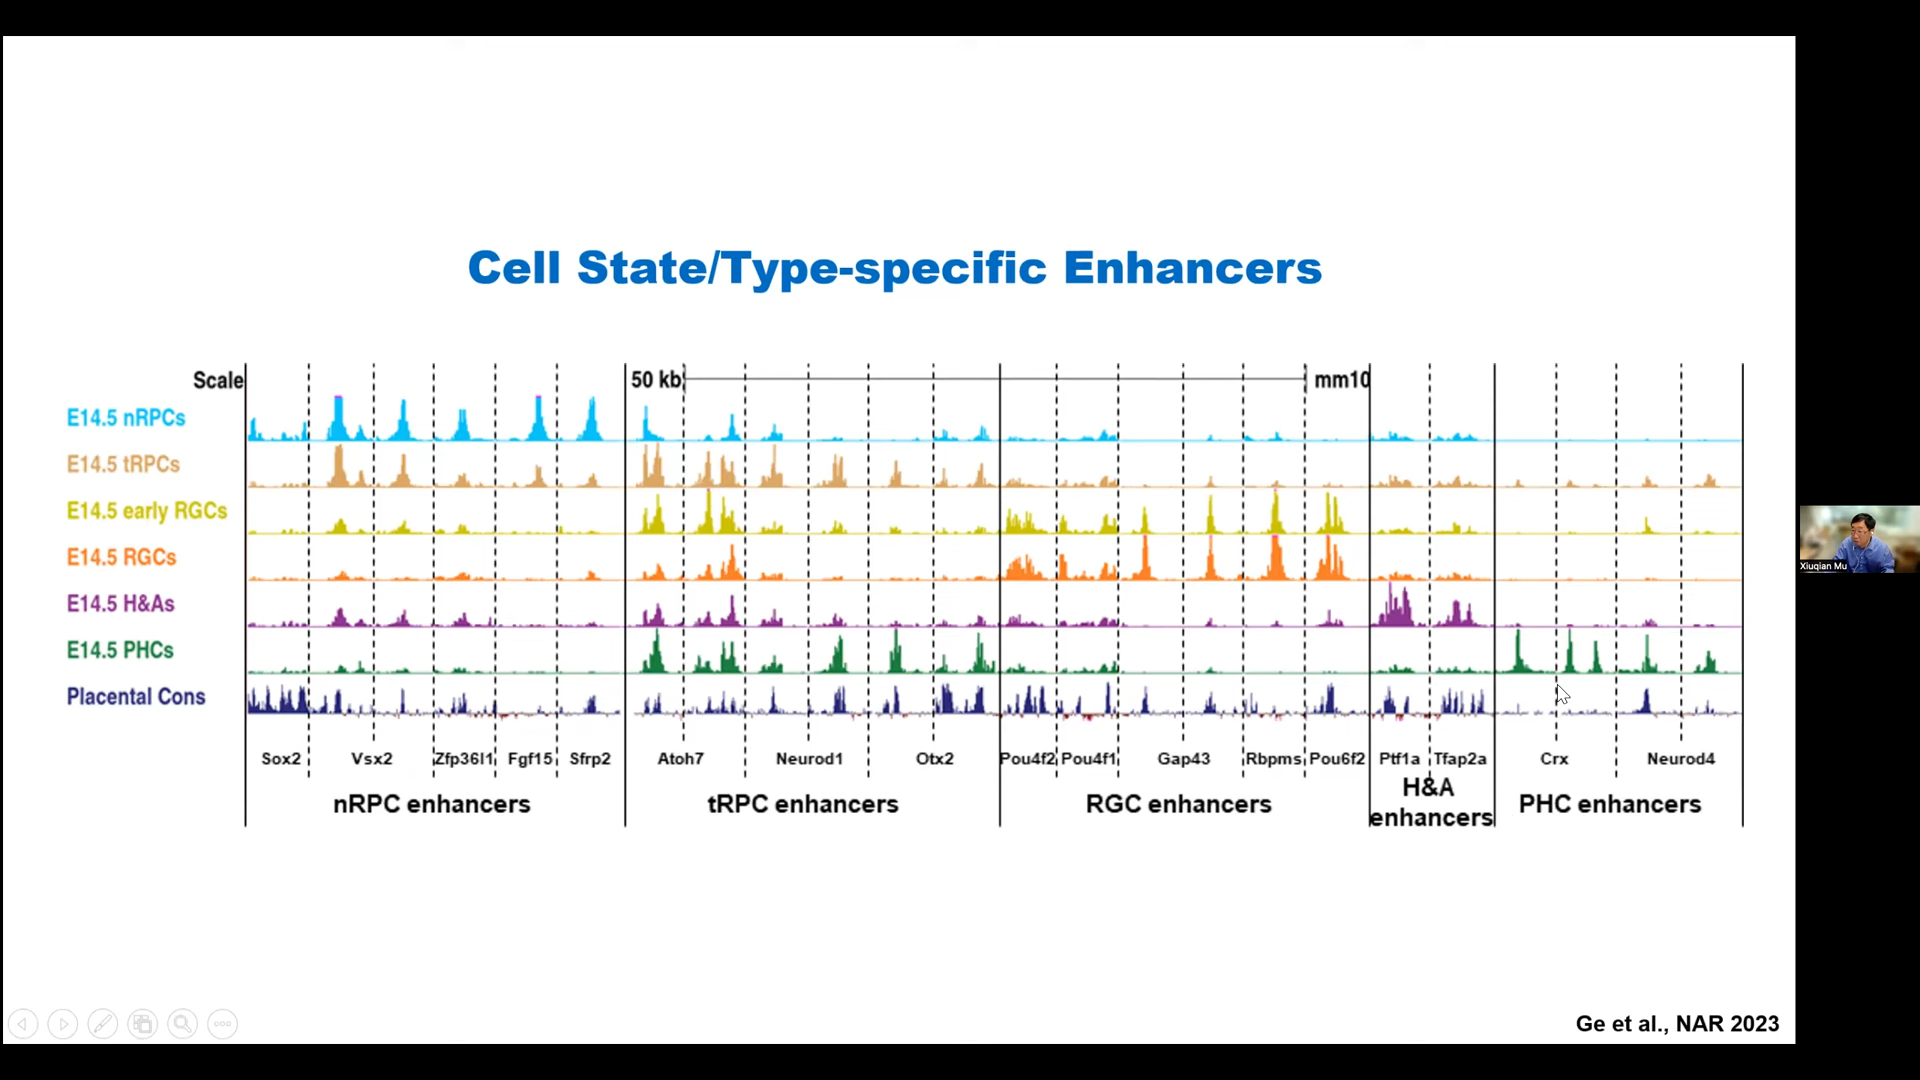 Cell State/Type-specific Enhancers
Scale 50 kb mm10
E14.5 nRPCs
E14.5 tRPCs
E14.5 early RGCs
E14.5 RGCs
E14.5 H&As
E14.5 PHCs
Placental Cons
Sox2 Vsx2 Zfp36l1 Fgf15 Sfrp2 Atoh7 Neurod1 Otx2 Pou4f2 Pou4f1 Gap43 Rbpms Pou6f2 Ptf1a Tfap2a Crx Neurod4
nRPC enhancers tRPC enhancers RGC enhancers H&A enhancers PHC enhancers
Xiuqian Mu
Ge et al., NAR 2023